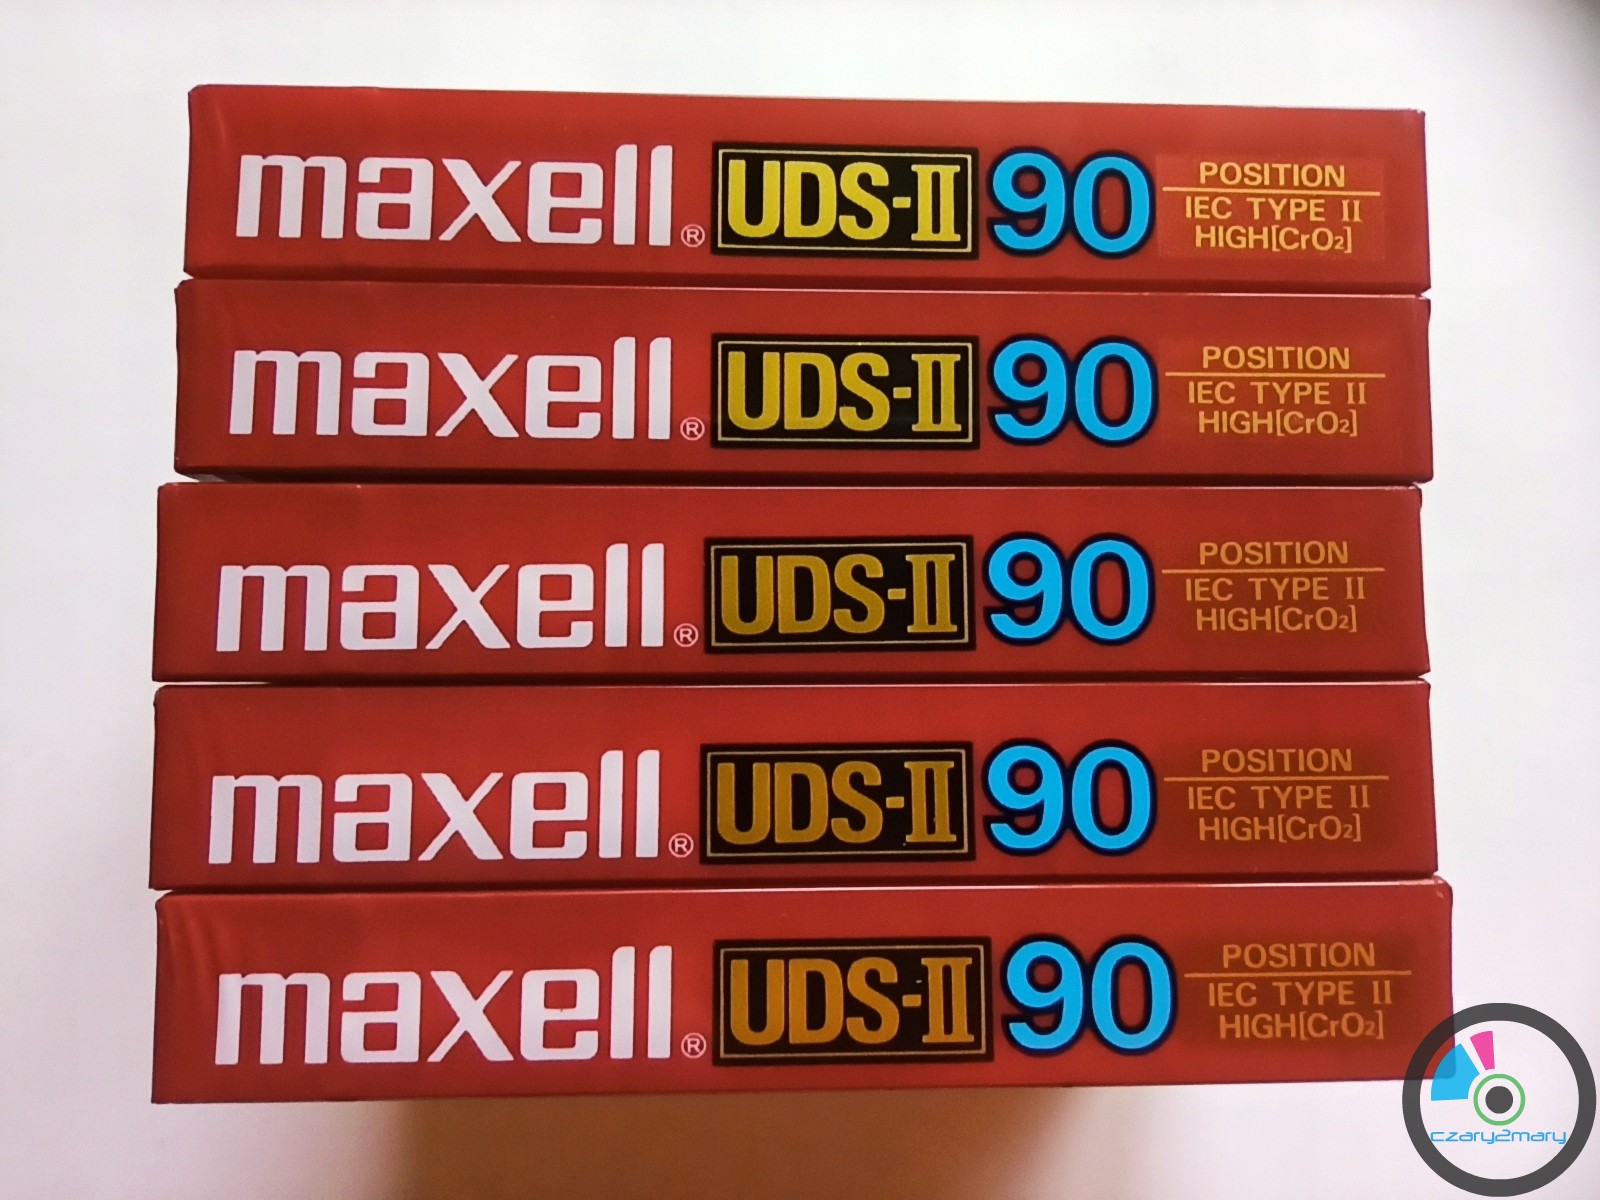 maxell® UDS-II 90 POSITION
IEC TYPE II
HIGH[CrO₂]
maxell® UDS-II 90 POSITION
IEC TYPE II
HIGH[CrO₂]
maxell® UDS-II 90 POSITION
IEC TYPE II
HIGH[CrO₂]
maxell® UDS-II 90 POSITION
IEC TYPE II
HIGH[CrO₂]
maxell® UDS-II 90 POSITION
IEC TYPE II
HIGH[CrO₂]
czary2mary